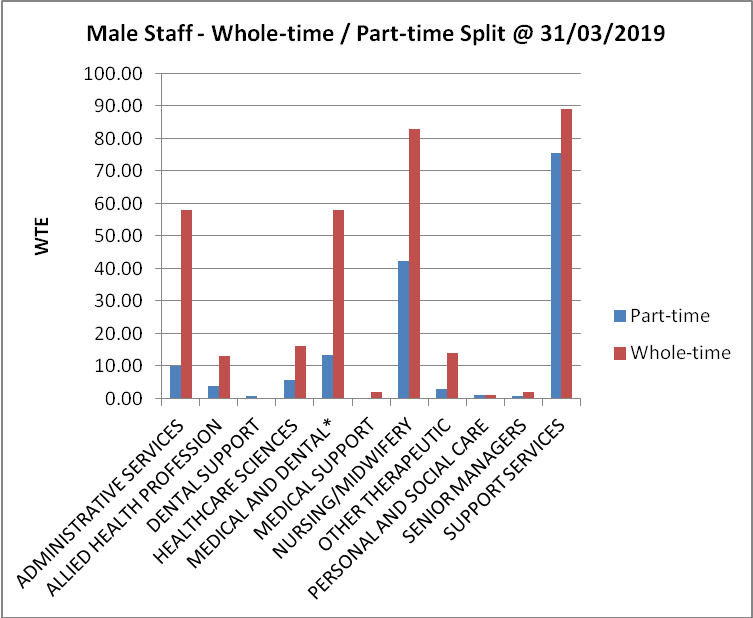 Male Staff - Whole-time / Part-time Split @ 31/03/2019
100.00
90.00
80.00
70.00
60.00
50.00
40.00
30.00
20.00
10.00
0.00
WTE
ADMINISTRATIVE SERVICES
ALLIED HEALTH PROFESSION
DENTAL SUPPORT
HEALTHCARE SCIENCES
MEDICAL AND DENTAL*
MEDICAL SUPPORT
NURSING/MIDWIFERY
OTHER THERAPEUTIC
PERSONAL AND SOCIAL CARE
SENIOR MANAGERS
SUPPORT SERVICES
Part-time
Whole-time